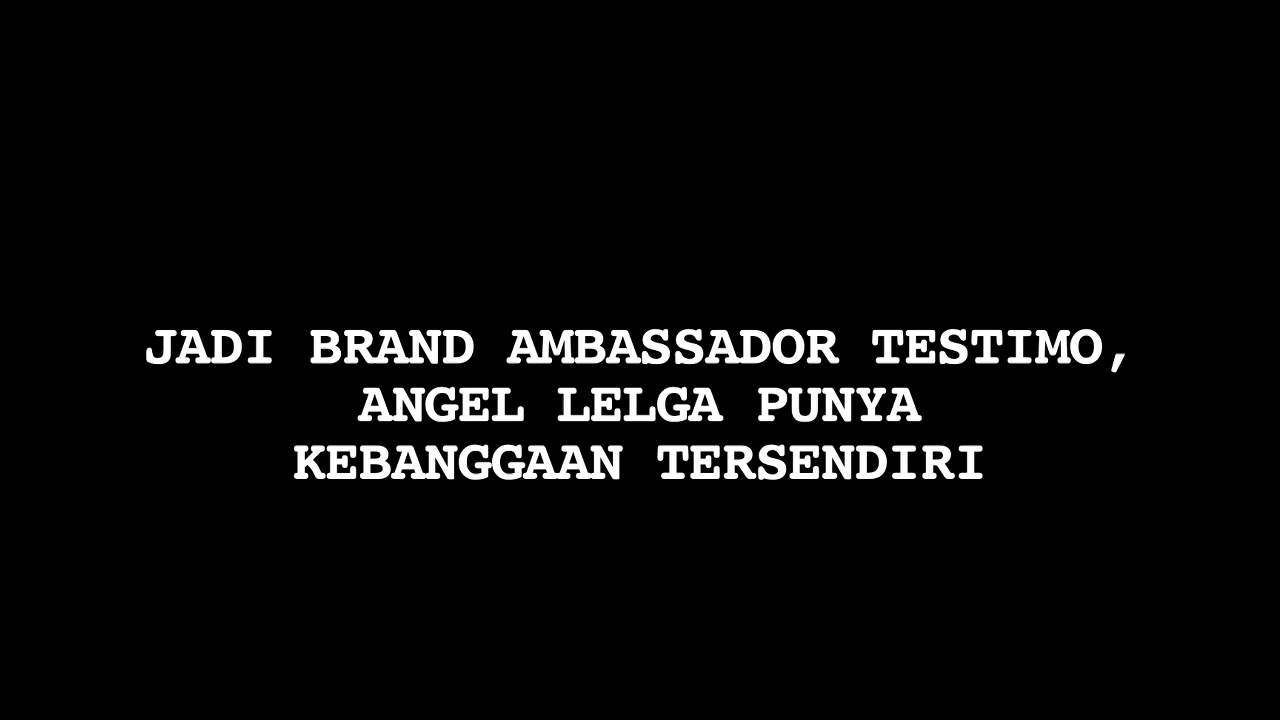 JADI BRAND AMBASSADOR TESTIMO,
ANGEL LELGA PUNYA
KEBANGGAAN TERSENDIRI